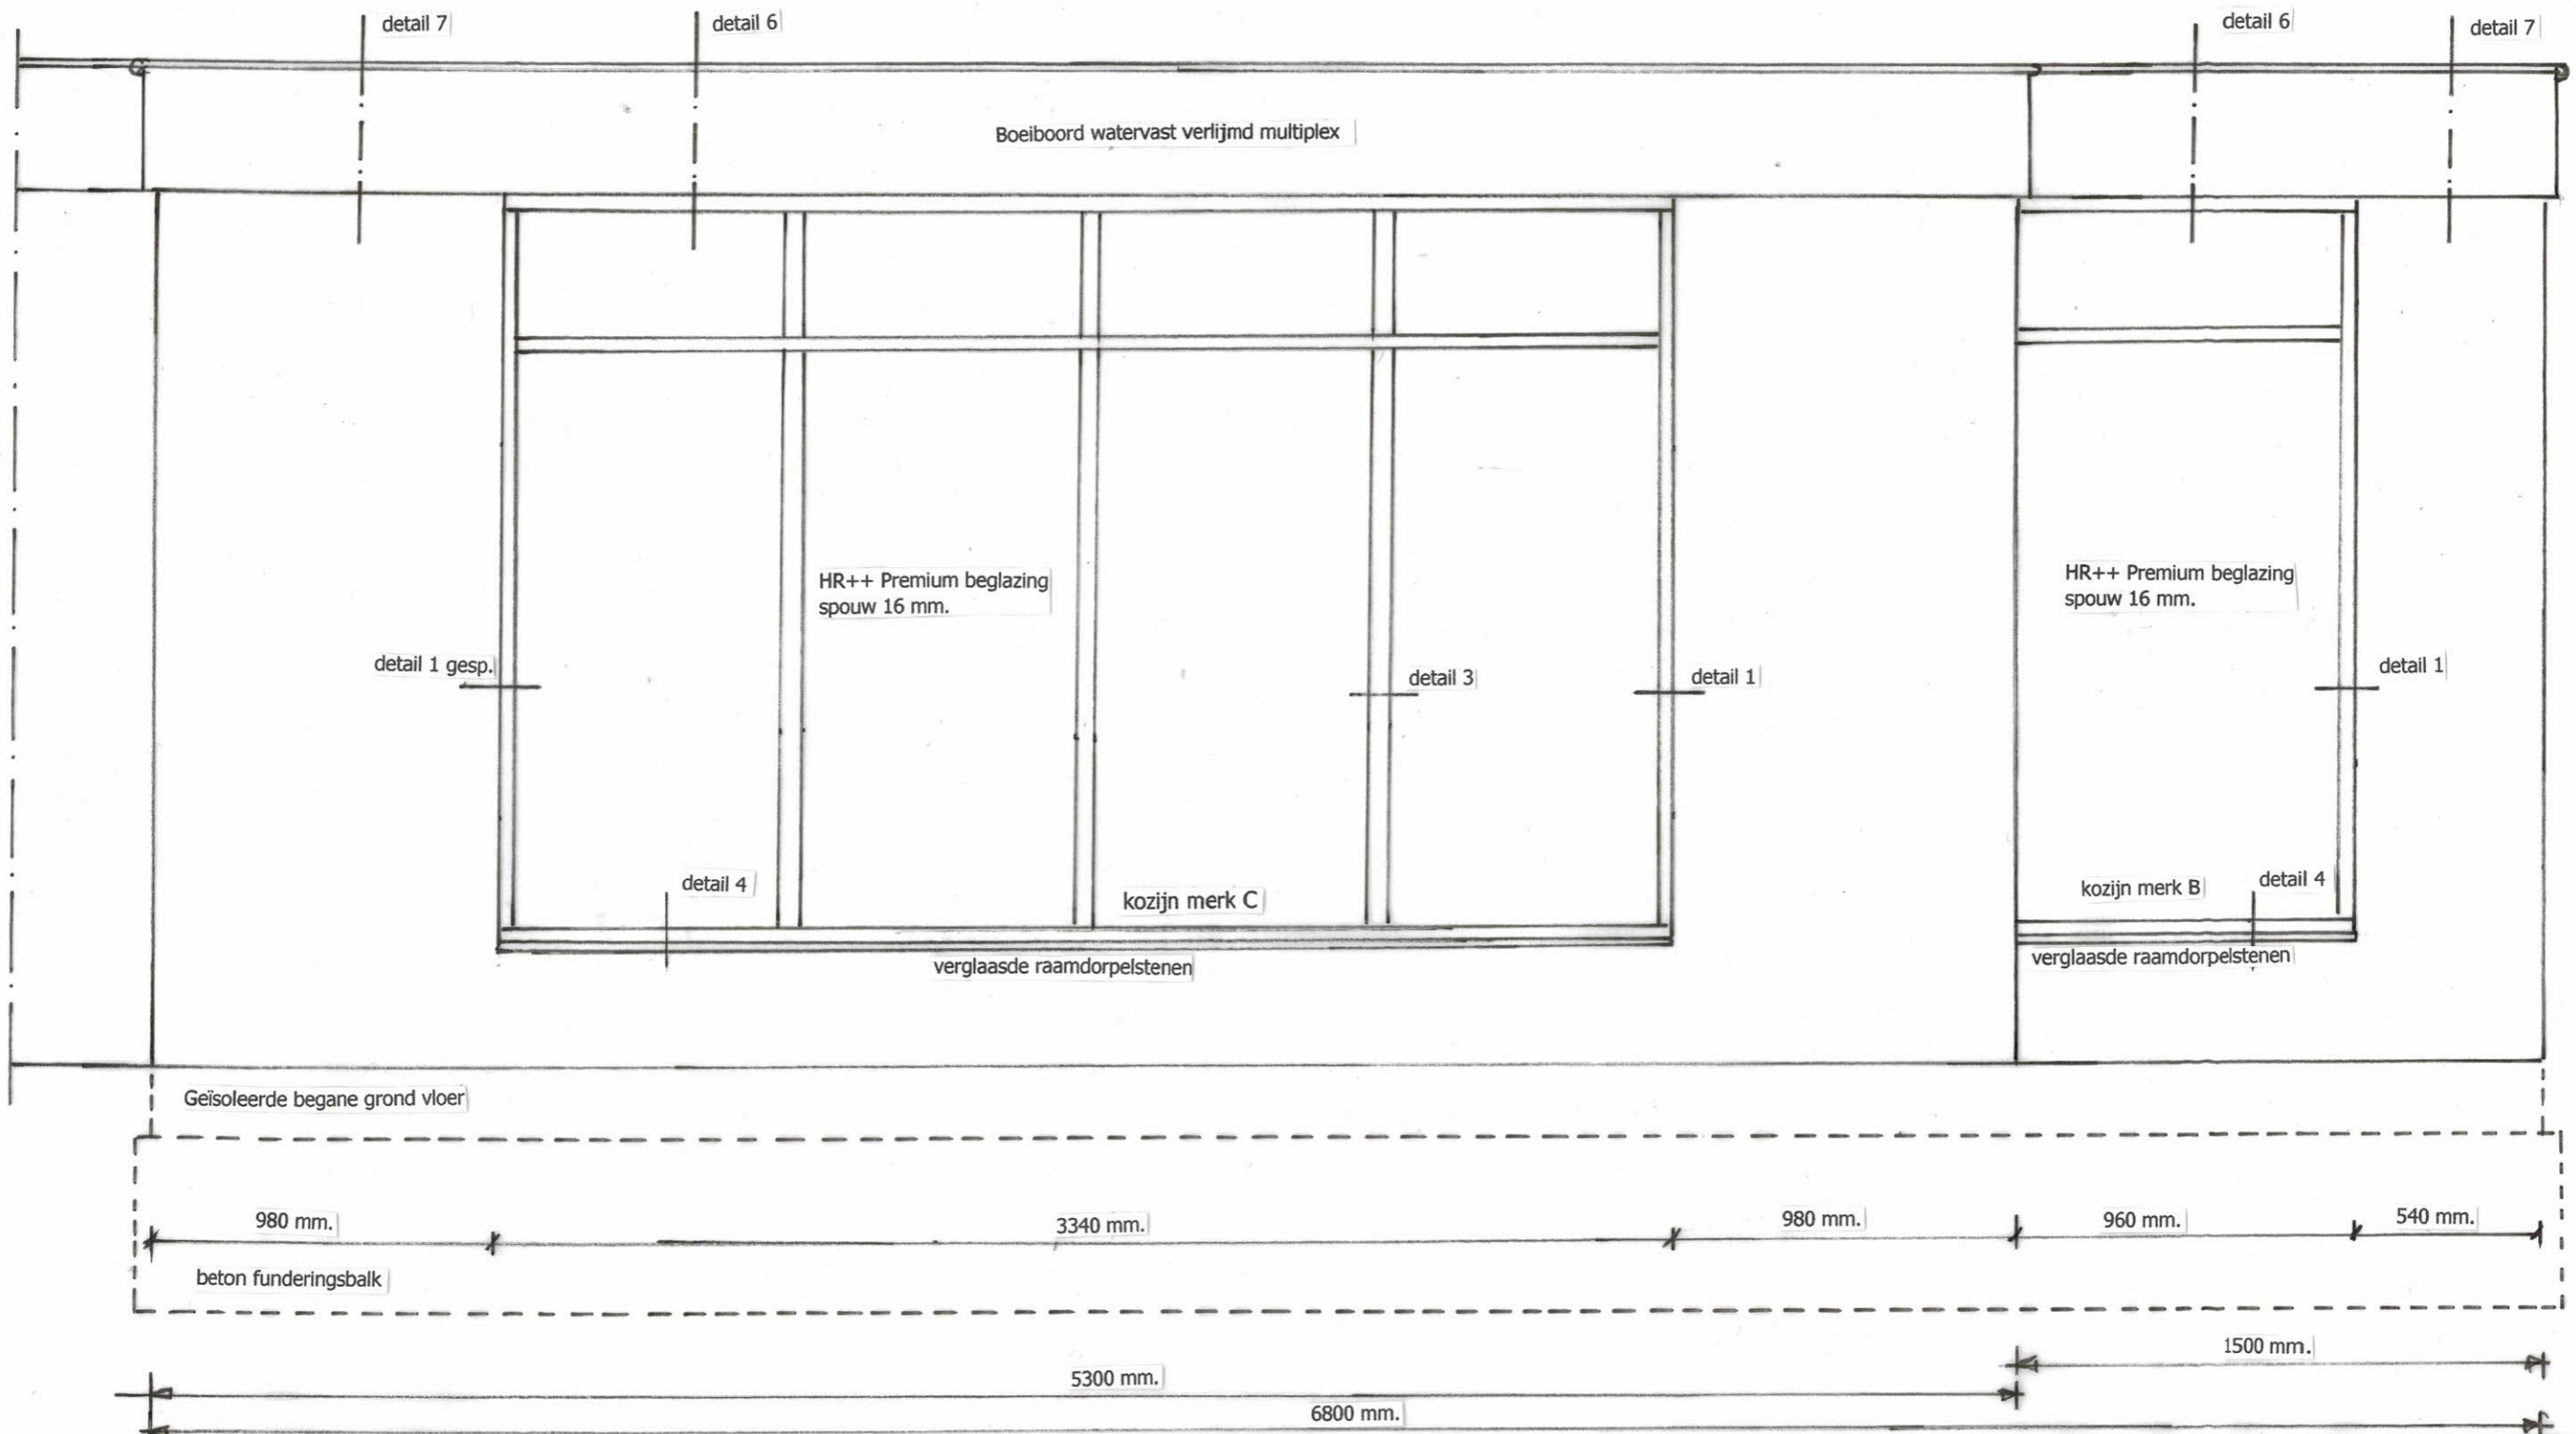 detail 7
detail 6
detail 6
detail 7
Boeiboord watervast verlijmd multiplex
HR++ Premium beglazing
spouw 16 mm.
HR++ Premium beglazing
spouw 16 mm.
detail 1 gesp.
detail 3
detail 1
detail 1
detail 4
kozijn merk C
kozijn merk B
detail 4
verglaasde raamdorpelstenen
verglaasde raamdorpelstenen
Geïsoleerde begane grond vloer
980 mm.
3340 mm.
980 mm.
960 mm.
540 mm.
beton funderingsbalk
1500 mm.
5300 mm.
6800 mm.